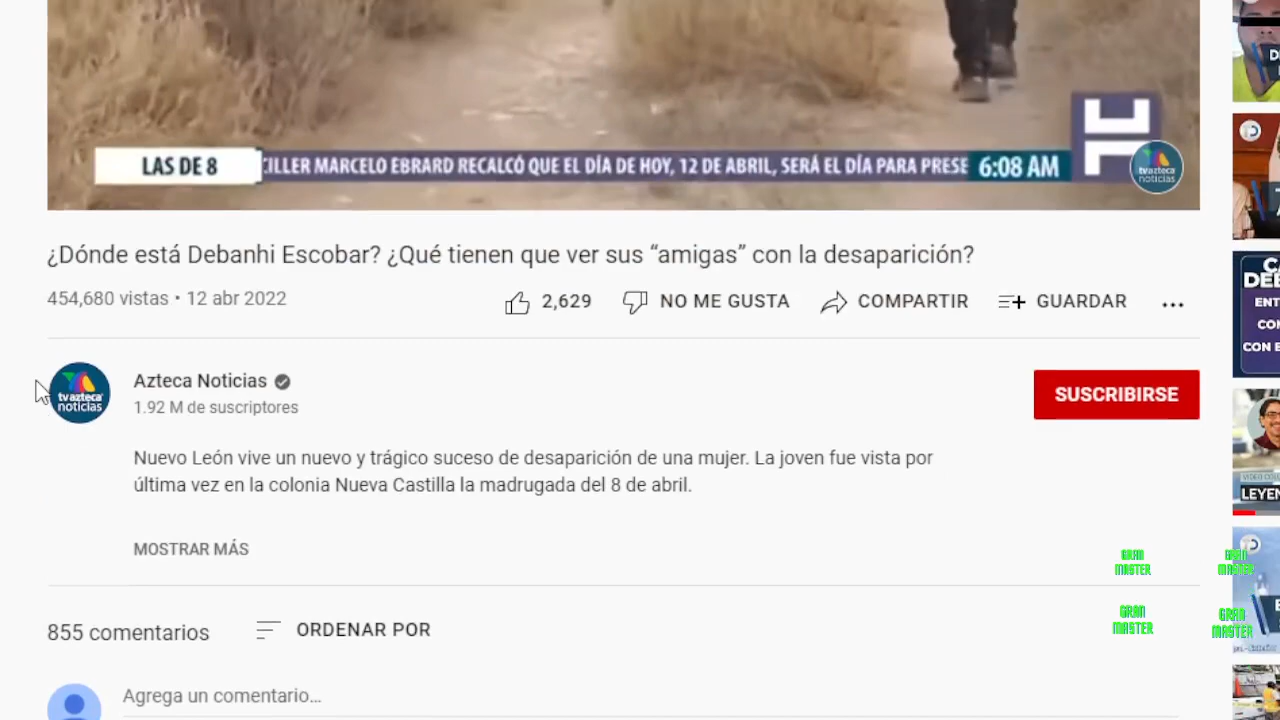 LAS DE 8
CILLER MARCELO EBRARD RECALCÓ QUE EL DÍA DE HOY, 12 DE ABRIL, SERÁ EL DÍA PARA PRESE
6:08 AM
tv azteca
noticias
¿Dónde está Debanhi Escobar? ¿Qué tienen que ver sus “amigas” con la desaparición?
454,680 vistas • 12 abr 2022
2,629
NO ME GUSTA
COMPARTIR
GUARDAR
tv azteca
noticias
Azteca Noticias
1.92 M de suscriptores
SUSCRIBIRSE
Nuevo León vive un nuevo y trágico suceso de desaparición de una mujer. La joven fue vista por
última vez en la colonia Nueva Castilla la madrugada del 8 de abril.
MOSTRAR MÁS
855 comentarios
ORDENAR POR
Agrega un comentario...
GRAN
MASTER
GRAN
MASTER
GRAN
MASTER
GRAN
MASTER
CON
CON E
LEYEN